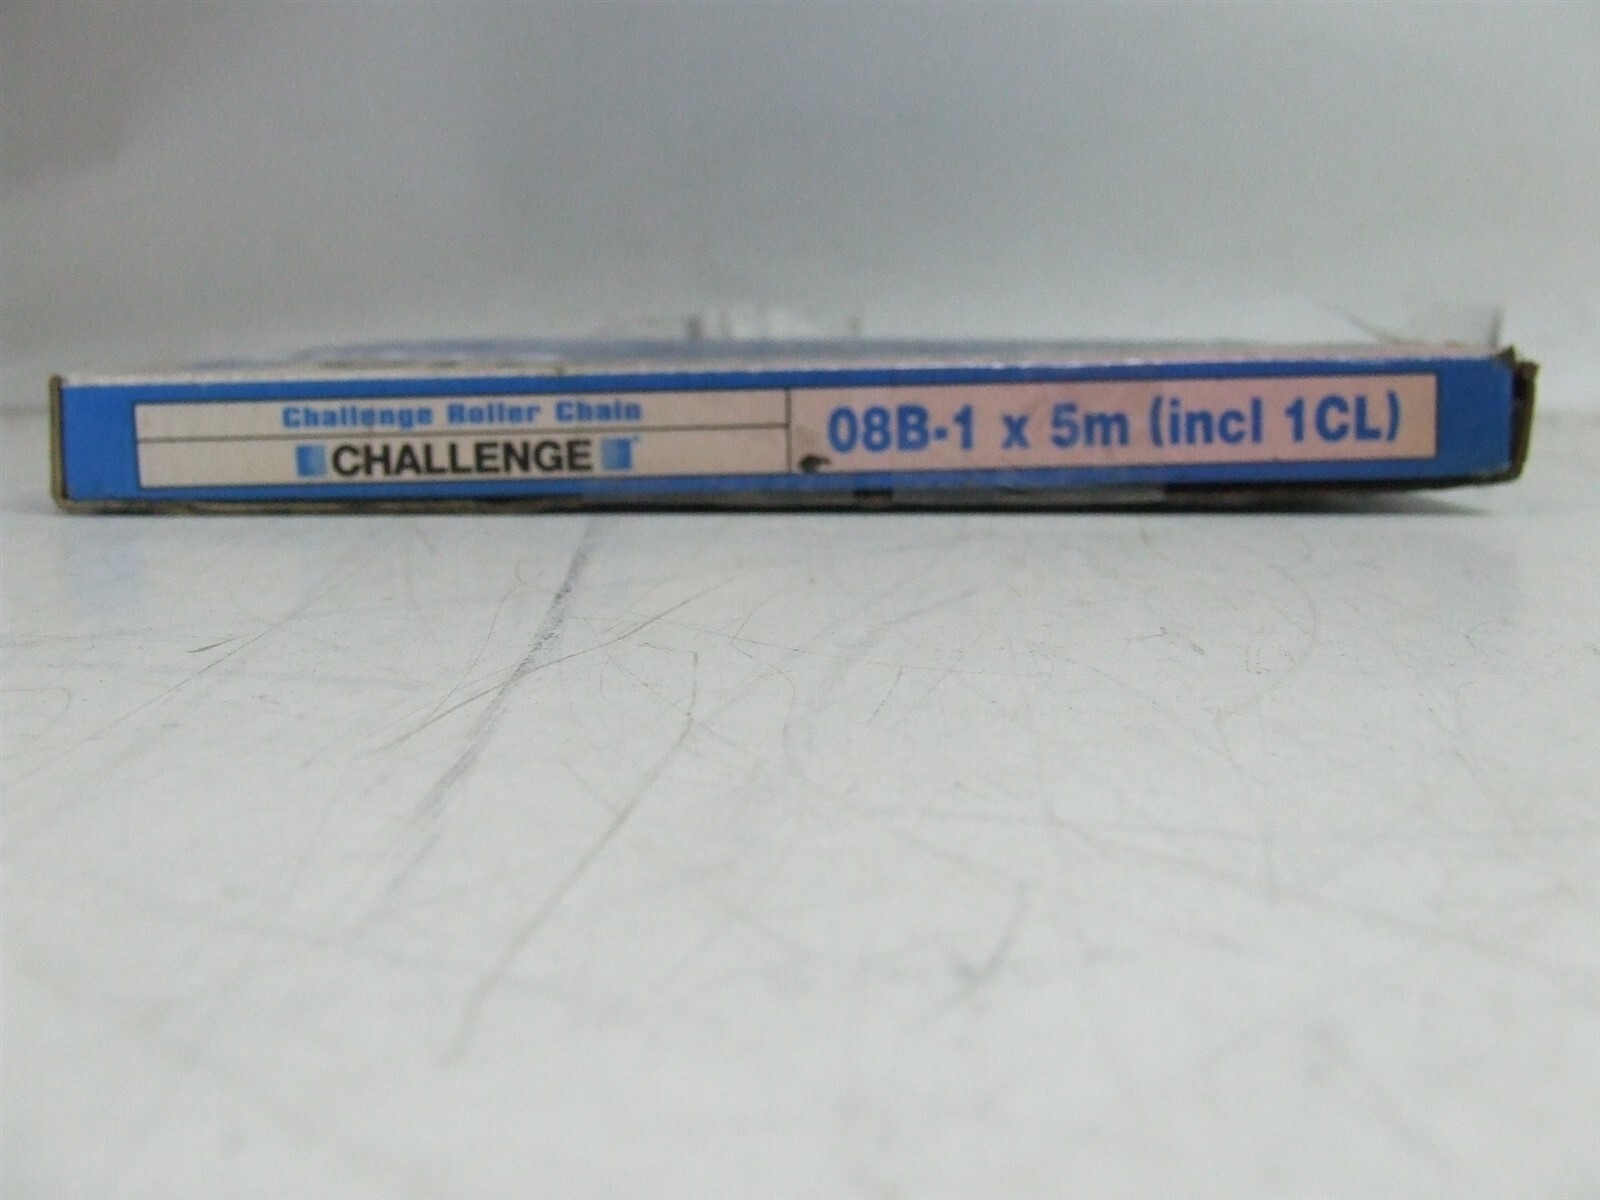 Challenge Roller Chain
CHALLENGE
08B-1 x 5m (incl 1CL)